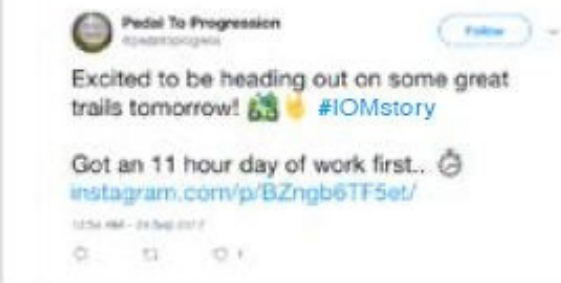 Pedal To Progression
Follow
Excited to be heading out on some great
trails tomorrow! #IOMstory
Got an 11 hour day of work first..
instagram.com/p/BZngb6TF5et/